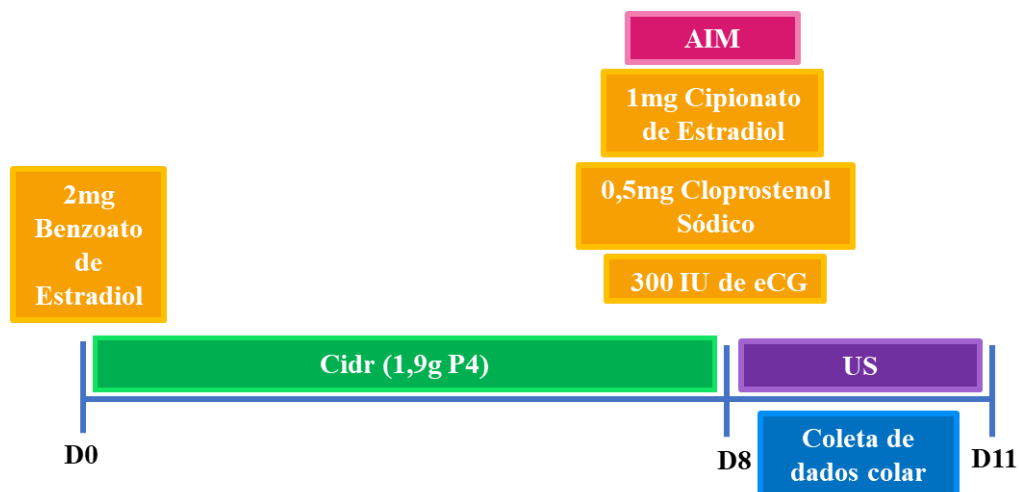 AIM
1mg Cipionato
de Estradiol
2mg
Benzoato
de
Estradiol
0,5mg Cloprostenol
Sódico
300 IU de eCG
Cidr (1,9g P4)
US
D0
D8
Coleta de
dados colar
D11